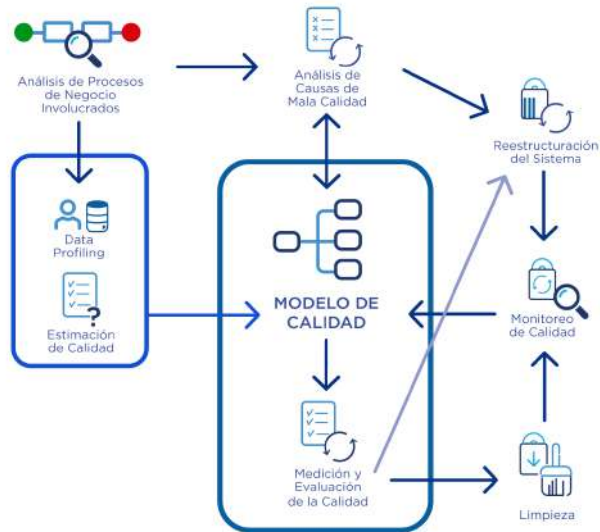 Análisis de Procesos
de Negocio
Involucrados
Análisis de
Causas de
Mala Calidad
Reestructuración
del Sistema
Data
Profiling
Estimación
de Calidad
MODELO DE
CALIDAD
Monitoreo
de Calidad
Medición y
Evaluación
de la Calidad
Limpieza